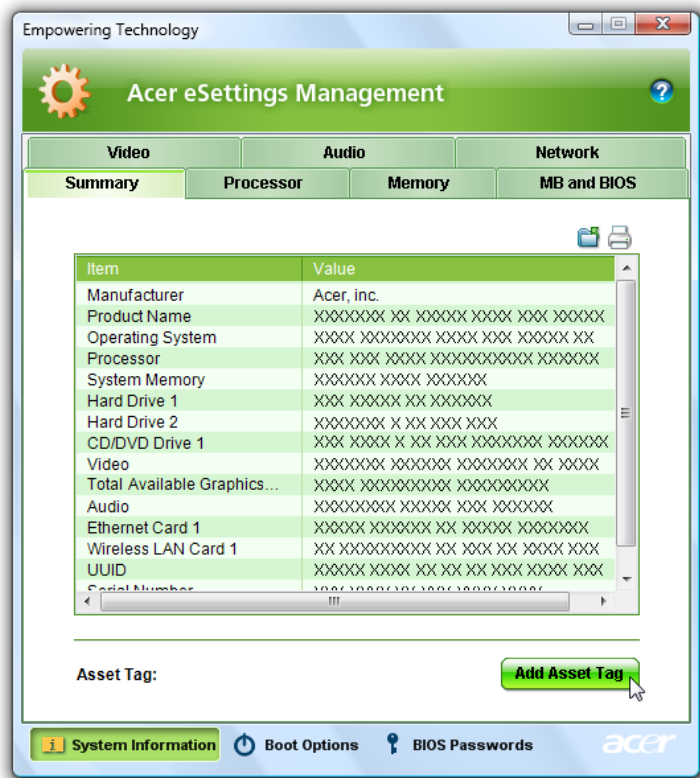 Empowering Technology
Acer eSettings Management
Video Audio Network
Summary Processor Memory MB and BIOS
Item Value
Manufacturer Acer, inc.
Product Name XXXXXXX XX XXXXX XXXX XXX XXXXX
Operating System XXXX XXXXXXX XXXX XXX XXXXX XX
Processor XXX XXX XXXX XXXXXXXXXX XXXXXX
System Memory XXXXXX XXXX XXXXXX
Hard Drive 1 XXX XXXXX XX XXXXXX
Hard Drive 2 XXXXXXX X XX XXX XXX
CD/DVD Drive 1 XXX XXXX X XX XXX XXXXXXX XXXXXX
Video XXXXXXX XXXXXX XXXXXXX XX XXXX
Total Available Graphics... XXXX XXXXXXXXX XXXXXXXXX
Audio XXXXXXXX XXXXX XXX XXXXXX
Ethernet Card 1 XXXXX XXXXXX XX XXXXX XXXXXXX
Wireless LAN Card 1 XX XXXXXXXXX XX XXX XX XXXX XXX
UUID XXXXX XXXX XX XX XX XXX XXXX XXX
Serial Number
Asset Tag: Add Asset Tag
System Information Boot Options BIOS Passwords acer